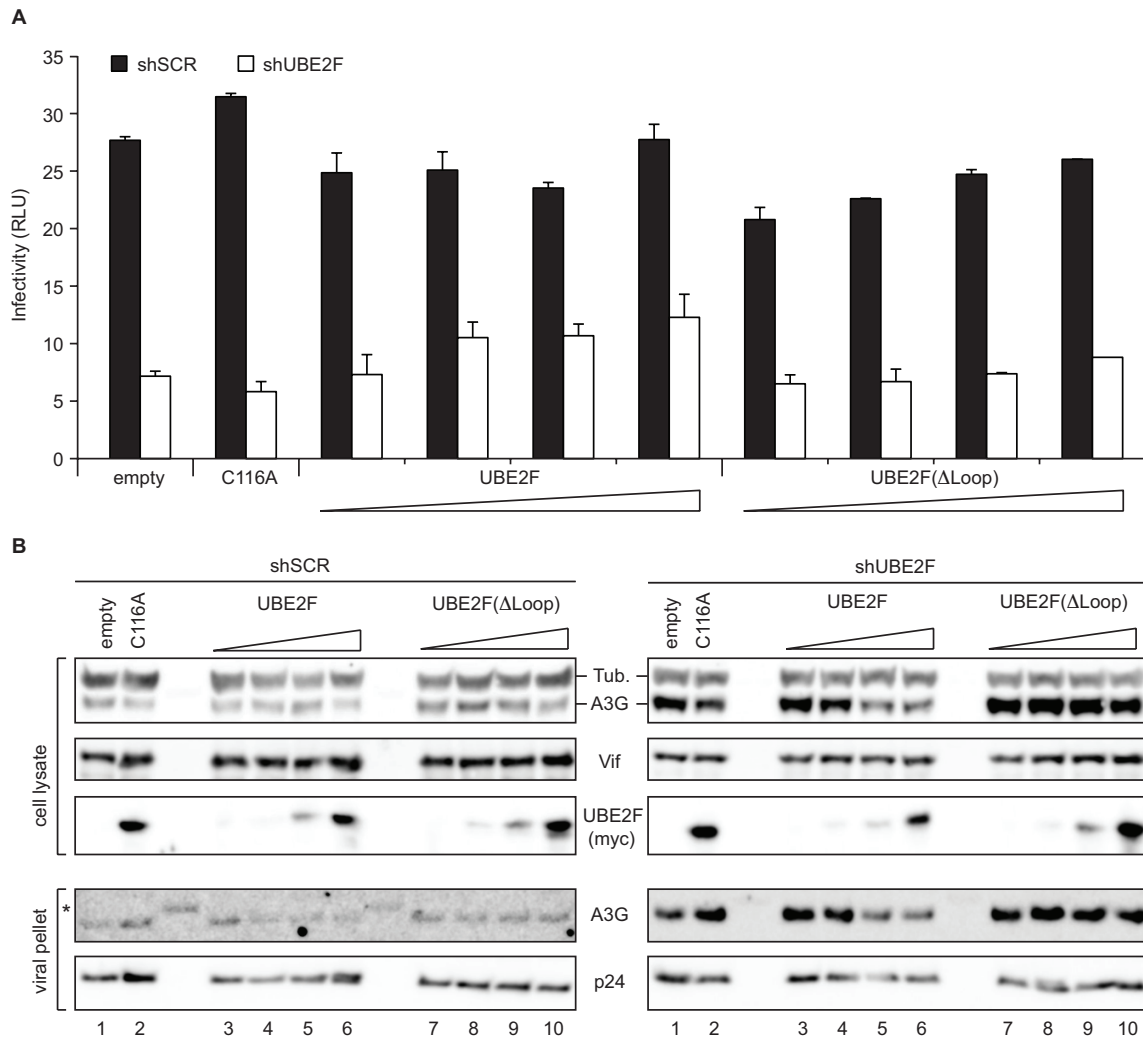 A
35
30
25
20
15
10
5
0
Infectivity (RLU)
shSCR
shUBE2F
empty
C116A
UBE2F
UBE2F(ΔLoop)
B
shSCR
shUBE2F
empty
C116A
UBE2F
UBE2F(ΔLoop)
empty
C116A
UBE2F
UBE2F(ΔLoop)
cell lysate
Tub.
A3G
Vif
UBE2F
(myc)
viral pellet
*
A3G
p24
1 2 3 4 5 6 7 8 9 10
1 2 3 4 5 6 7 8 9 10